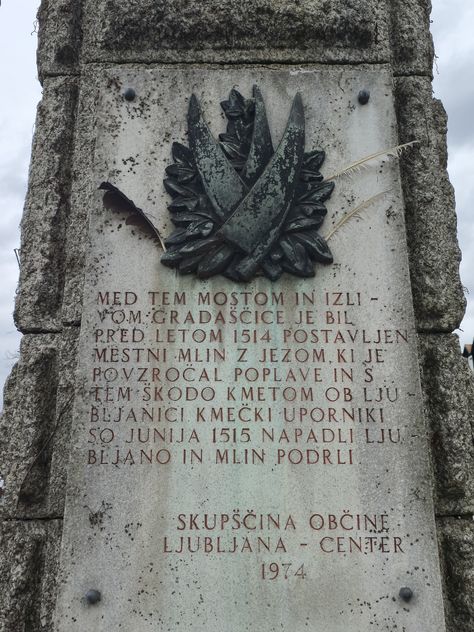 MED TEM MOSTOM IN IZLI -
VOM GRADAŠČICE JE BIL
PRED LETOM 1514 POSTAVLJEN
MESTNI MLIN Z JEZOM, KI JE
POVZROČAL POPLAVE IN S
TEM ŠKODO KMETOM OB LJU -
BLJANICI KMEČKI UPORNIKI
SO JUNIJA 1515 NAPADLI LJU -
BLJANO IN MLIN PODRLI.
SKUPŠČINA OBČINE
LJUBLJANA - CENTER
1974